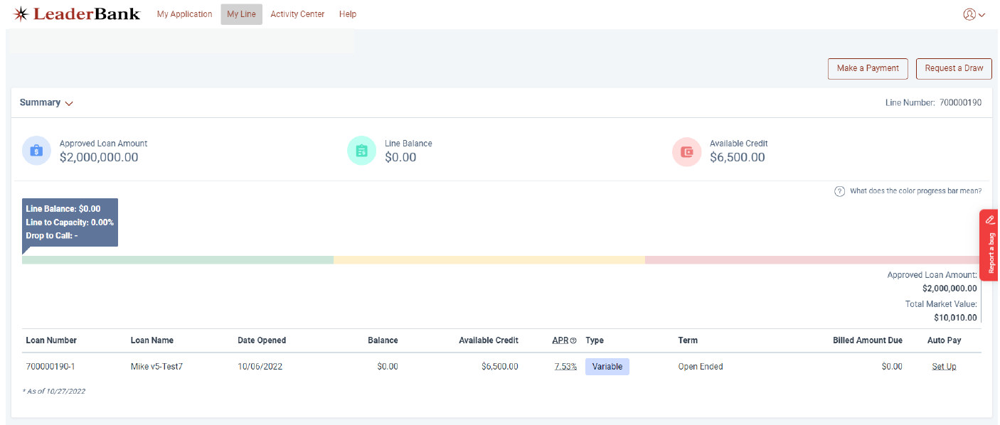 LeaderBank My Application My Line Activity Center Help
Make a Payment Request a Draw
Summary Line Number: 700000190
Approved Loan Amount Line Balance Available Credit
$2,000,000.00 $0.00 $6,500.00
What does the color progress bar mean?
Line Balance: $0.00
Line to Capacity: 0.00%
Drop to Call: -
Report a bug
Approved Loan Amount:
$2,000,000.00
Total Market Value:
$10,010.00
Loan Number Loan Name Date Opened Balance Available Credit APR Type Term Billed Amount Due Auto Pay
700000190-1 Mike v5-Test7 10/06/2022 $0.00 $6,500.00 7.53% Variable Open Ended $0.00 Set Up
* As of 10/27/2022